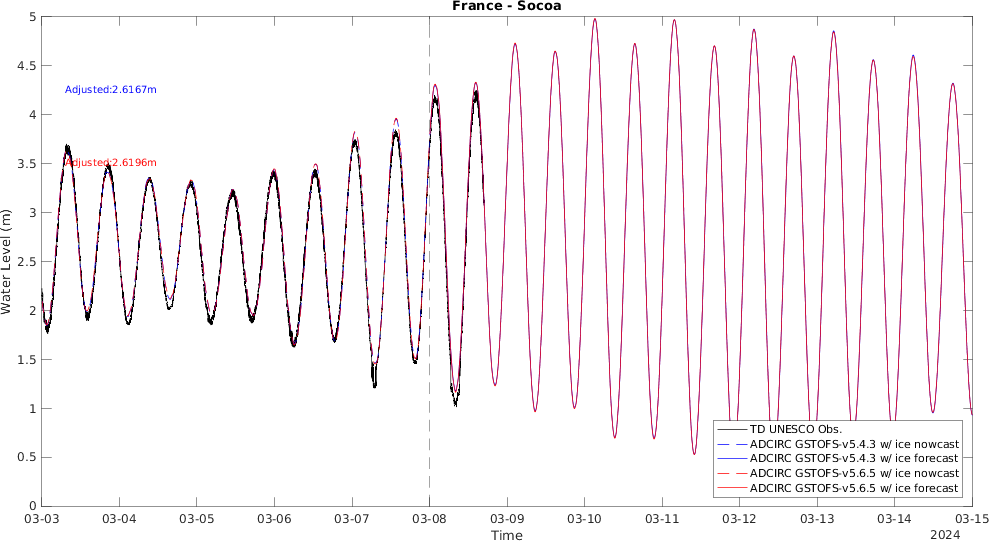 France - Socoa
Water Level (m)
5
4.5
4
3.5
3
2.5
2
1.5
1
0.5
0
Adjusted:2.6167m
Adjusted:2.6196m
TD UNESCO Obs.
ADCIRC GSTOFS-v5.4.3 w/ ice nowcast
ADCIRC GSTOFS-v5.4.3 w/ ice forecast
ADCIRC GSTOFS-v5.6.5 w/ ice nowcast
ADCIRC GSTOFS-v5.6.5 w/ ice forecast
03-03 03-04 03-05 03-06 03-07 03-08 03-09 03-10 03-11 03-12 03-13 03-14 03-15
Time
2024